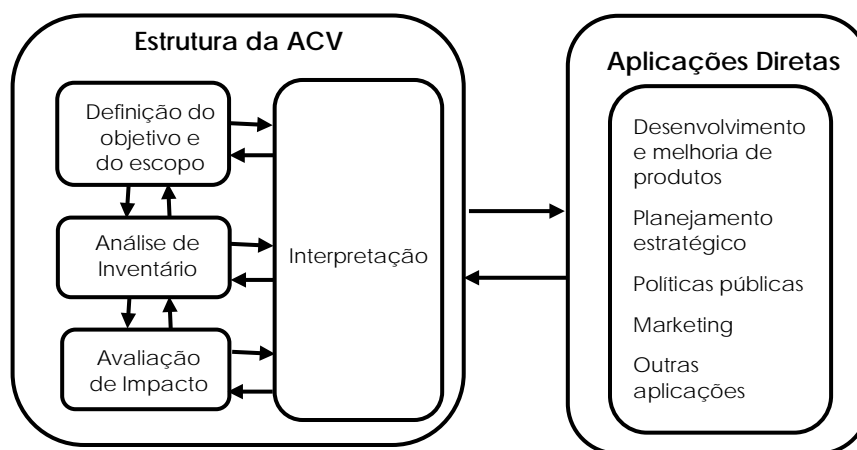 Estrutura da ACV
Definição do
objetivo e
do escopo
Análise de
Inventário
Avaliação
de Impacto
Interpretação
Aplicações Diretas
Desenvolvimento
e melhoria de
produtos
Planejamento
estratégico
Políticas públicas
Marketing
Outras
aplicações